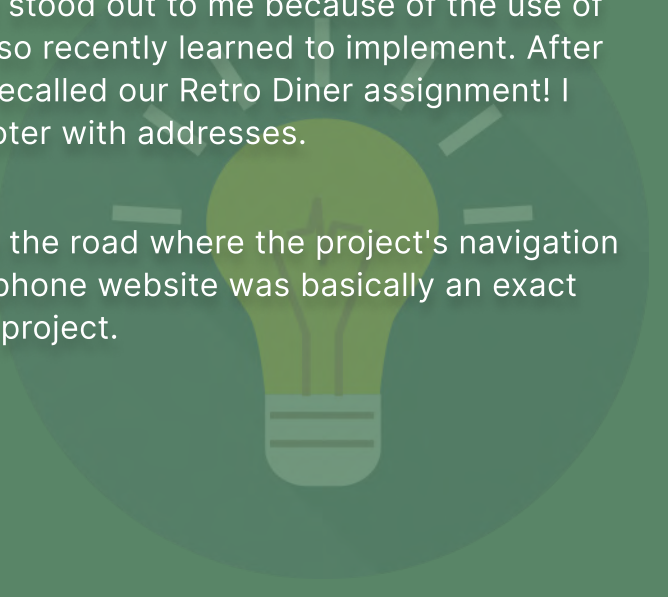 stood out to me because of the use of
so recently learned to implement. After
ecalled our Retro Diner assignment! I
oter with addresses.
the road where the project's navigation
phone website was basically an exact
project.